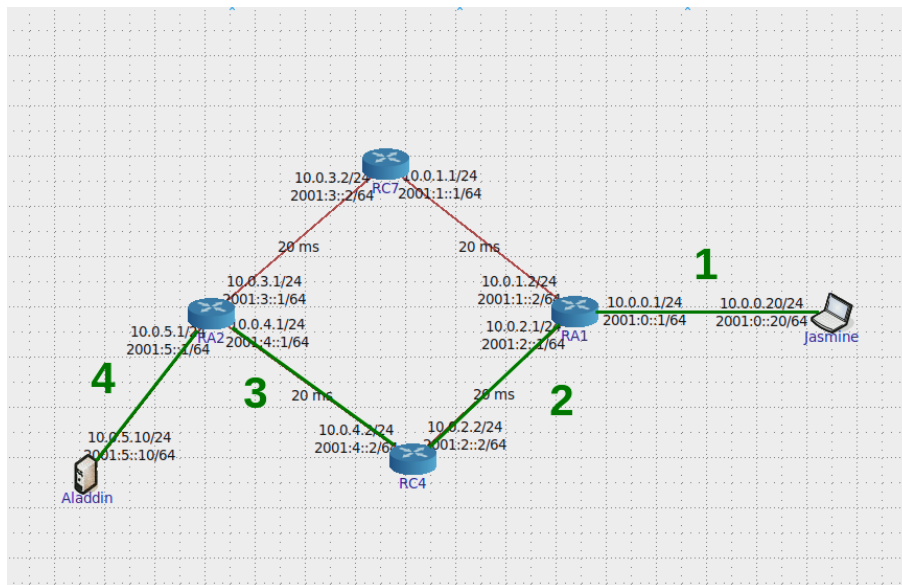 10.0.3.2/24
10.0.1.1/24
RC7
2001:3::2/64
2001:1::1/64
20 ms
20 ms
1
10.0.3.1/24
2001:3::1/64
10.0.1.2/24
2001:1::2/64
10.0.0.1/24
2001:0::1/64
10.0.0.20/24
2001:0::20/64
10.0.5.1/24
10.0.4.1/24
10.0.2.1/24
2001:5::1/64
RA2
2001:4::1/64
2001:2::1/64
RA1
Jasmine
4
3
20 ms
20 ms
2
10.0.5.10/24
2001:5::10/64
10.0.4.2/24
2001:4::2/64
10.0.2.2/24
2001:2::2/64
Aladdin
RC4